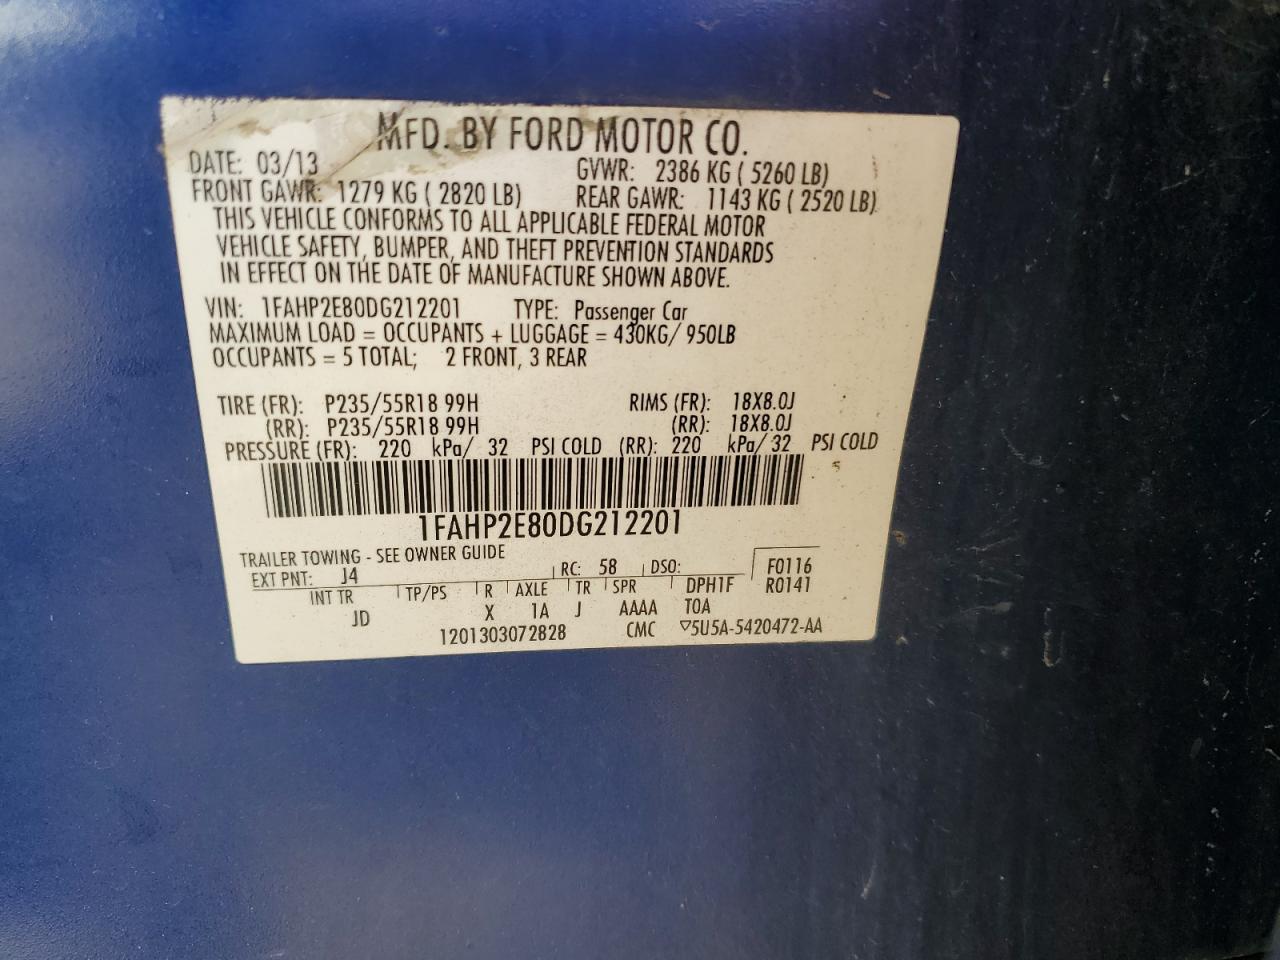 MFD. BY FORD MOTOR CO.
DATE: 03/13 GVWR: 2386 KG ( 5260 LB)
FRONT GAWR: 1279 KG ( 2820 LB) REAR GAWR: 1143 KG ( 2520 LB)
THIS VEHICLE CONFORMS TO ALL APPLICABLE FEDERAL MOTOR
VEHICLE SAFETY, BUMPER, AND THEFT PREVENTION STANDARDS
IN EFFECT ON THE DATE OF MANUFACTURE SHOWN ABOVE.
VIN: 1FAHP2E80DG212201 TYPE: Passenger Car
MAXIMUM LOAD = OCCUPANTS + LUGGAGE = 430KG/ 950LB
OCCUPANTS = 5 TOTAL; 2 FRONT, 3 REAR
TIRE (FR): P235/55R18 99H RIMS (FR): 18X8.0J
(RR): P235/55R18 99H (RR): 18X8.0J
PRESSURE (FR): 220 kPa/ 32 PSI COLD (RR): 220 kPa/ 32 PSI COLD
1FAHP2E80DG212201
TRAILER TOWING - SEE OWNER GUIDE
EXT PNT: J4 RC: 58 DSO: F0116
INT TR TP/PS R AXLE TR SPR DPH1F R0141
JD X 1A J AAAA TOA
1201303072828 CMC ▽5U5A-5420472-AA